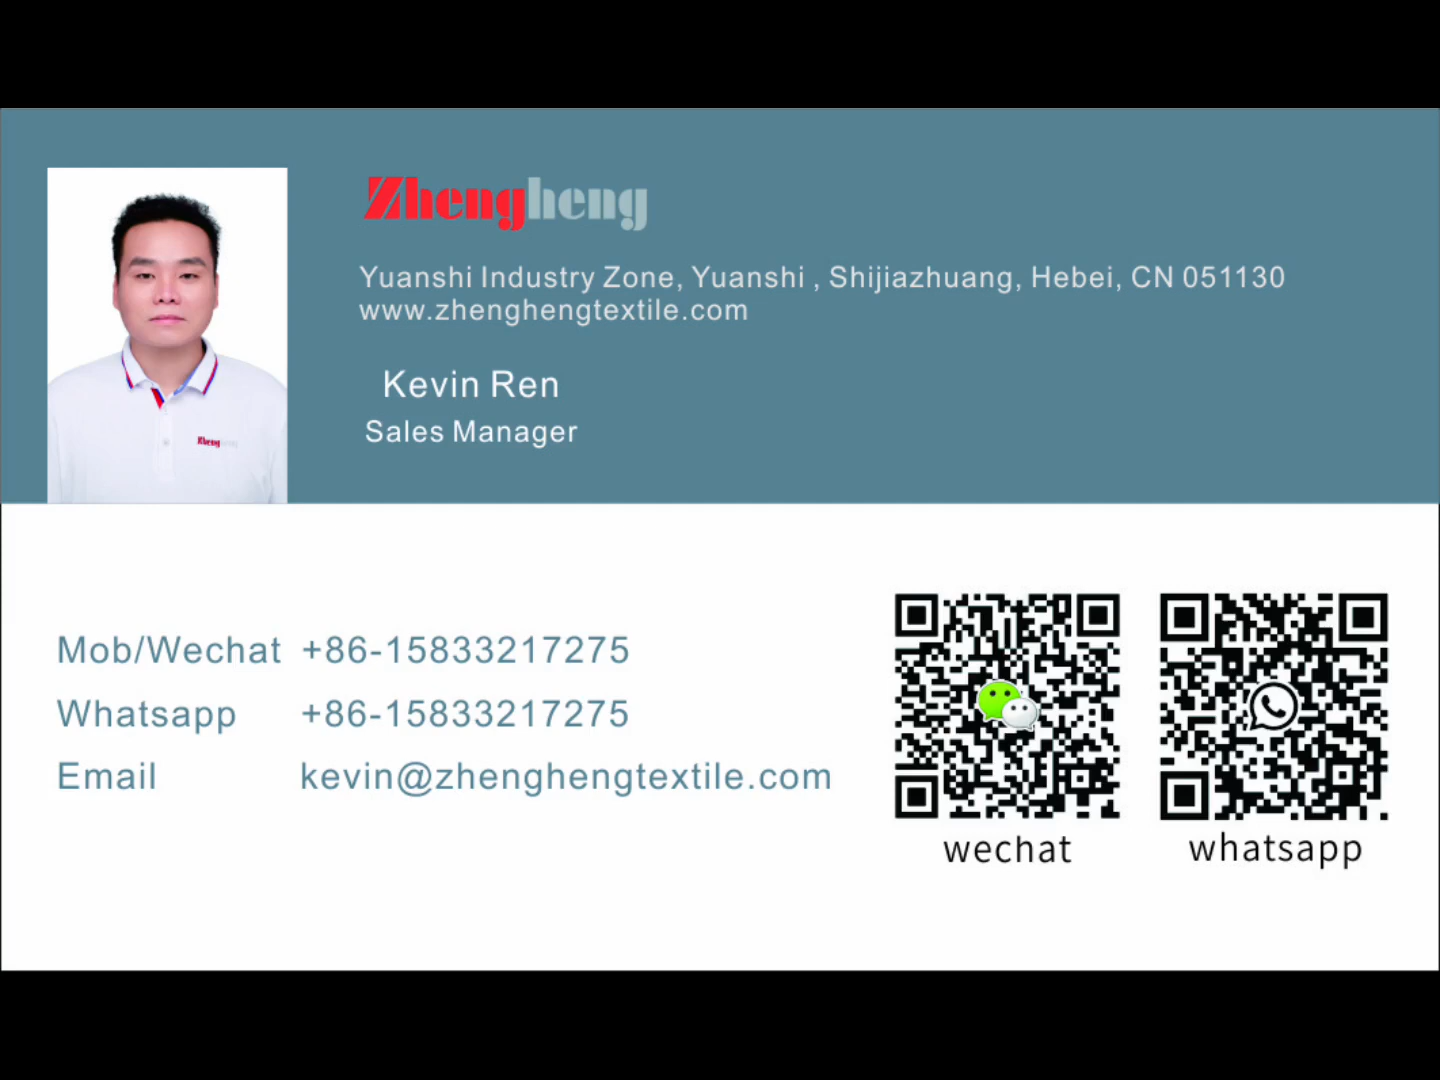 Zhengheng
Yuanshi Industry Zone, Yuanshi , Shijiazhuang, Hebei, CN 051130
www.zhenghengtextile.com
Kevin Ren
Sales Manager
Zhengheng
Mob/Wechat +86-15833217275
Whatsapp +86-15833217275
Email kevin@zhenghengtextile.com
wechat
whatsapp